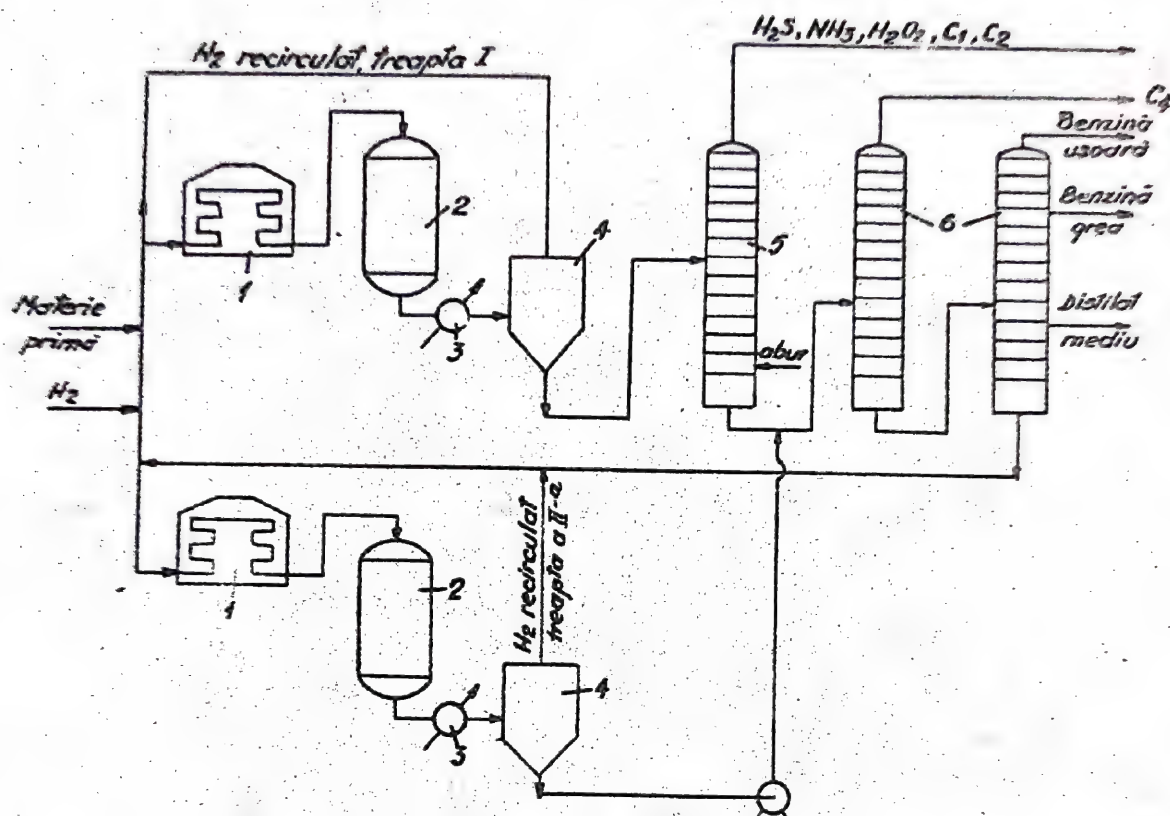 H2S, NH3, H2O2, C1, C2
H2 recirculat, treapta I
C4
Benzină
ușoară
2
4
6
Benzină
grea
5
1
Materie
primă
3
Distilat
mediu
abur
H2
H2 recirculat
treapta a II-a
2
1
4
3